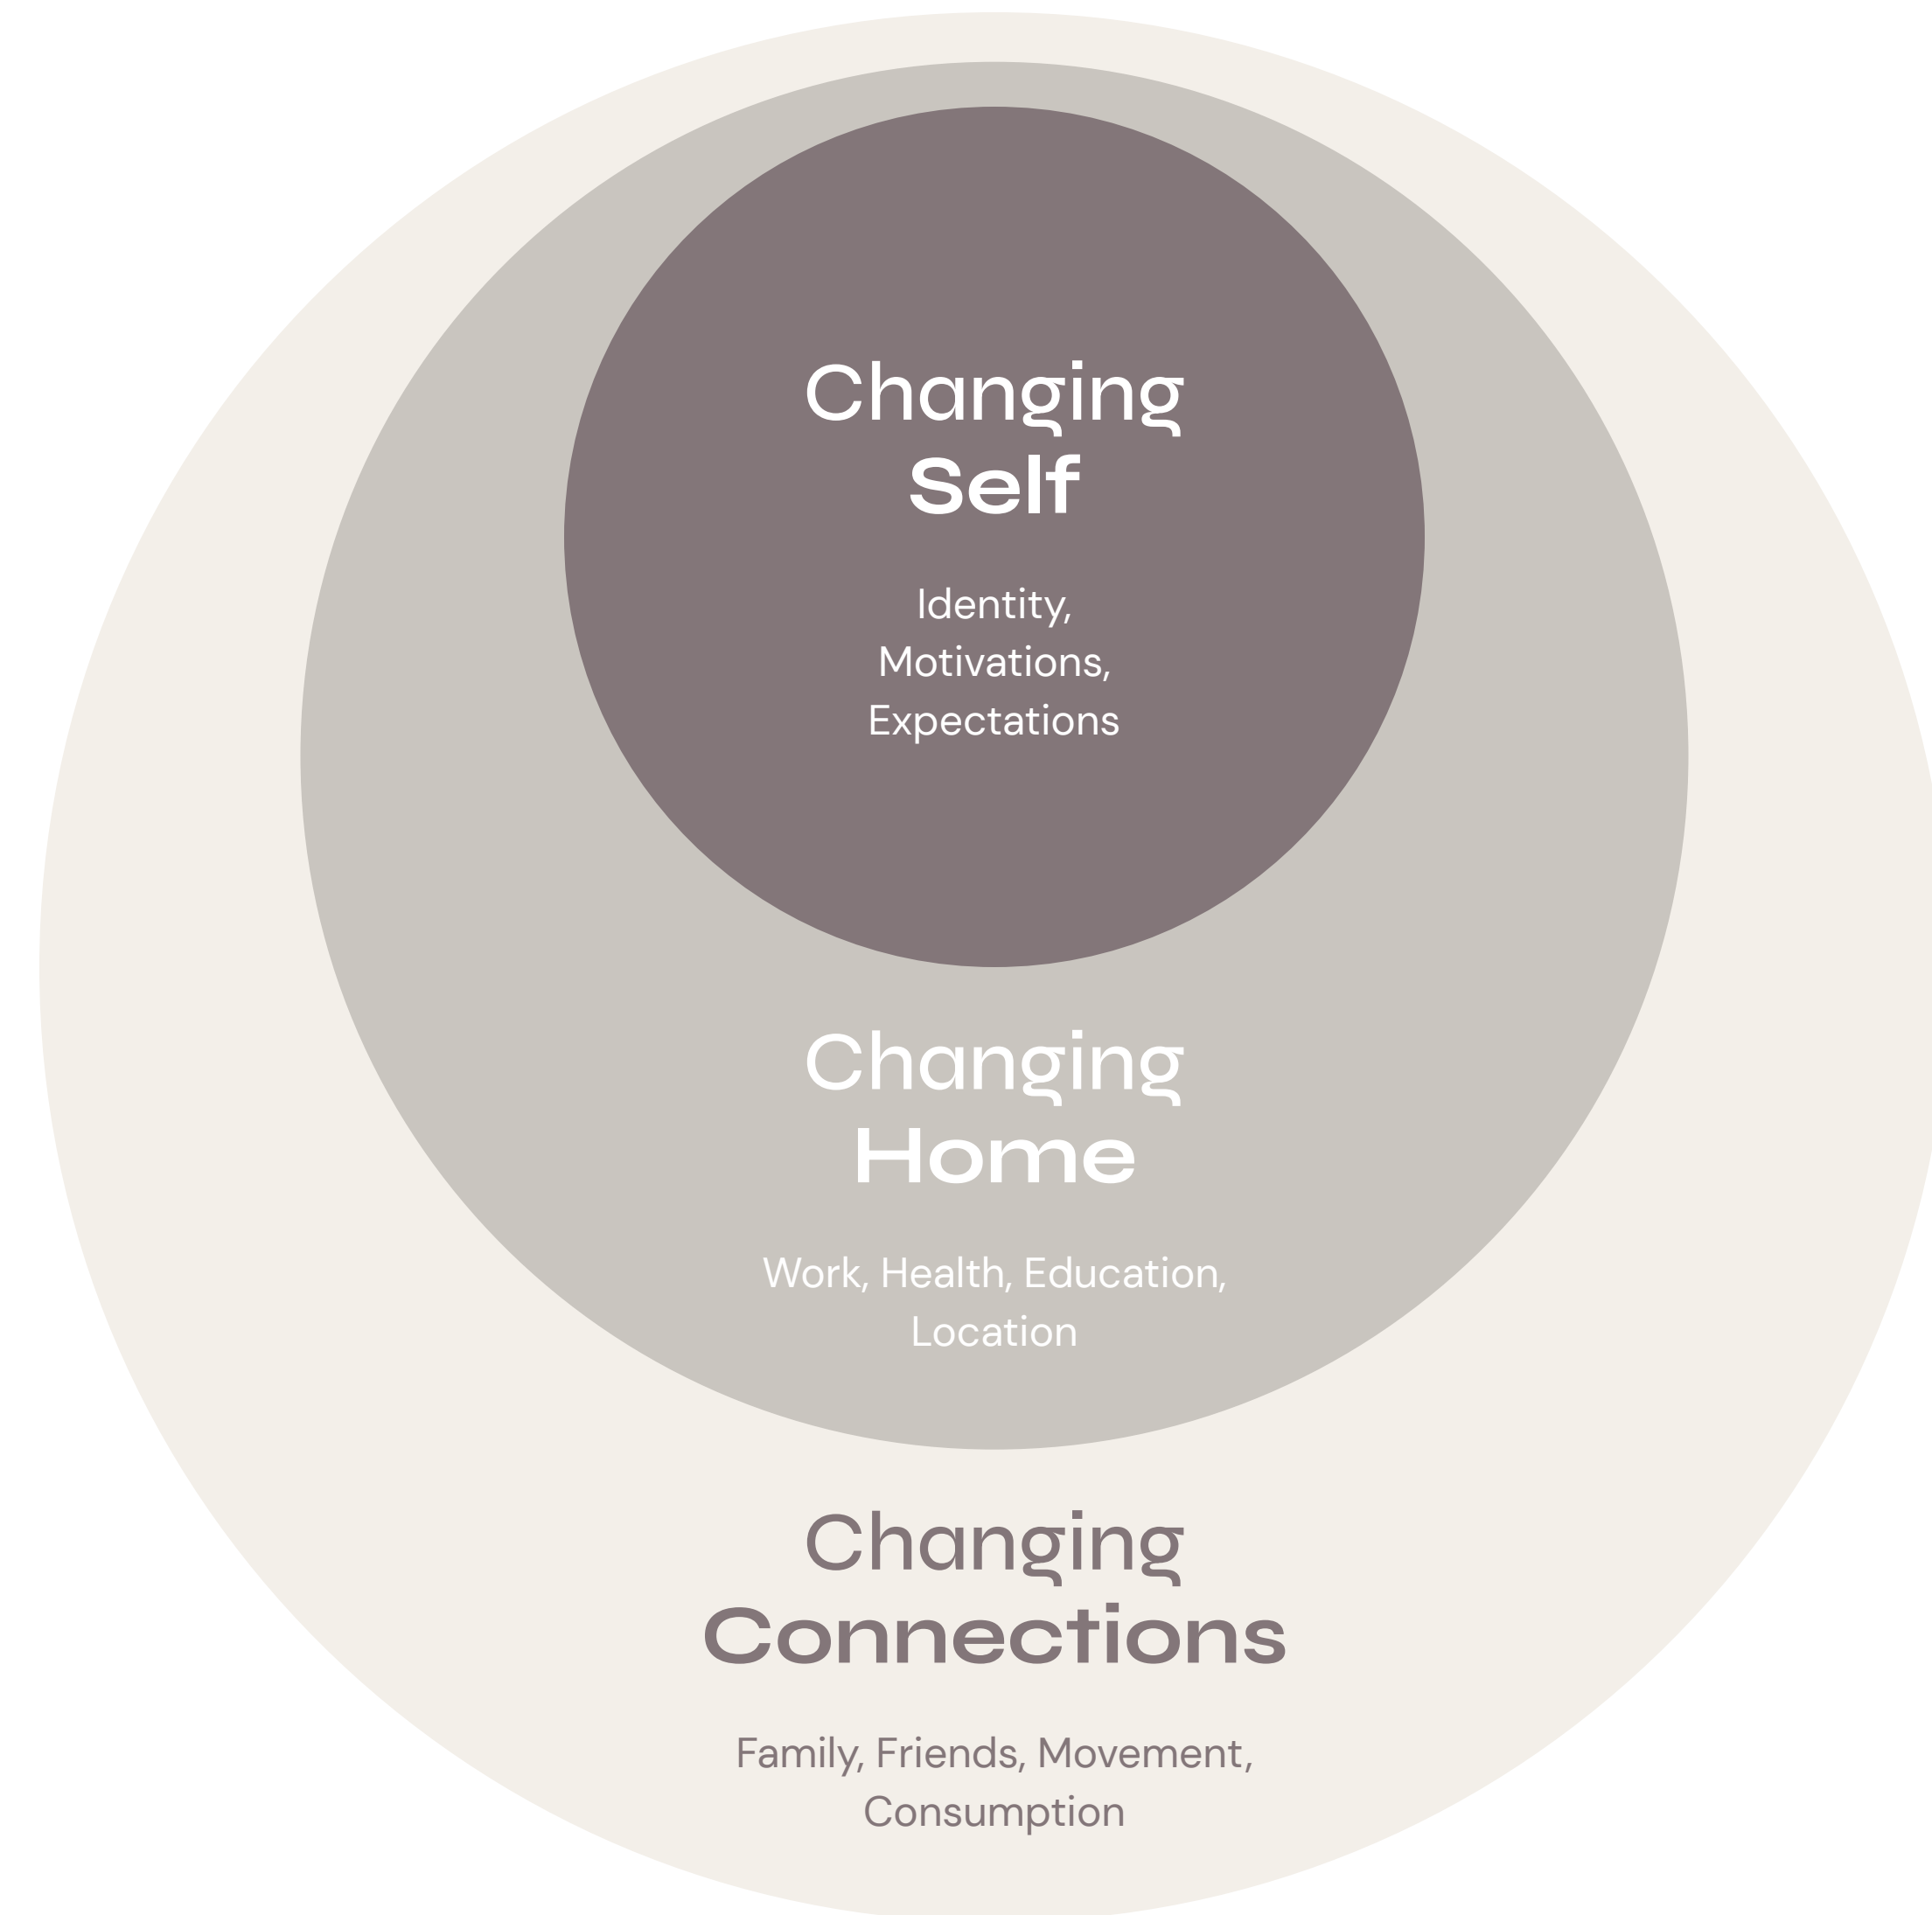 Changing
Self
Identity,
Motivations,
Expectations
Changing
Home
Work, Health, Education,
Location
Changing
Connections
Family, Friends, Movement,
Consumption